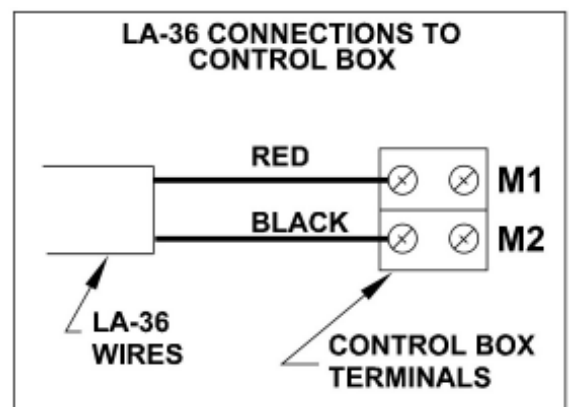 LA-36 CONNECTIONS TO
CONTROL BOX
RED
M1
BLACK
M2
LA-36
WIRES
CONTROL BOX
TERMINALS